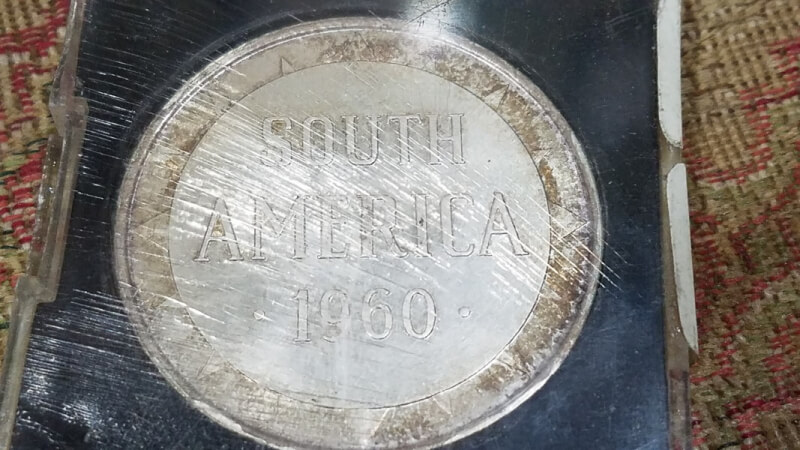 SOUTH
AMERICA
· 1960 ·